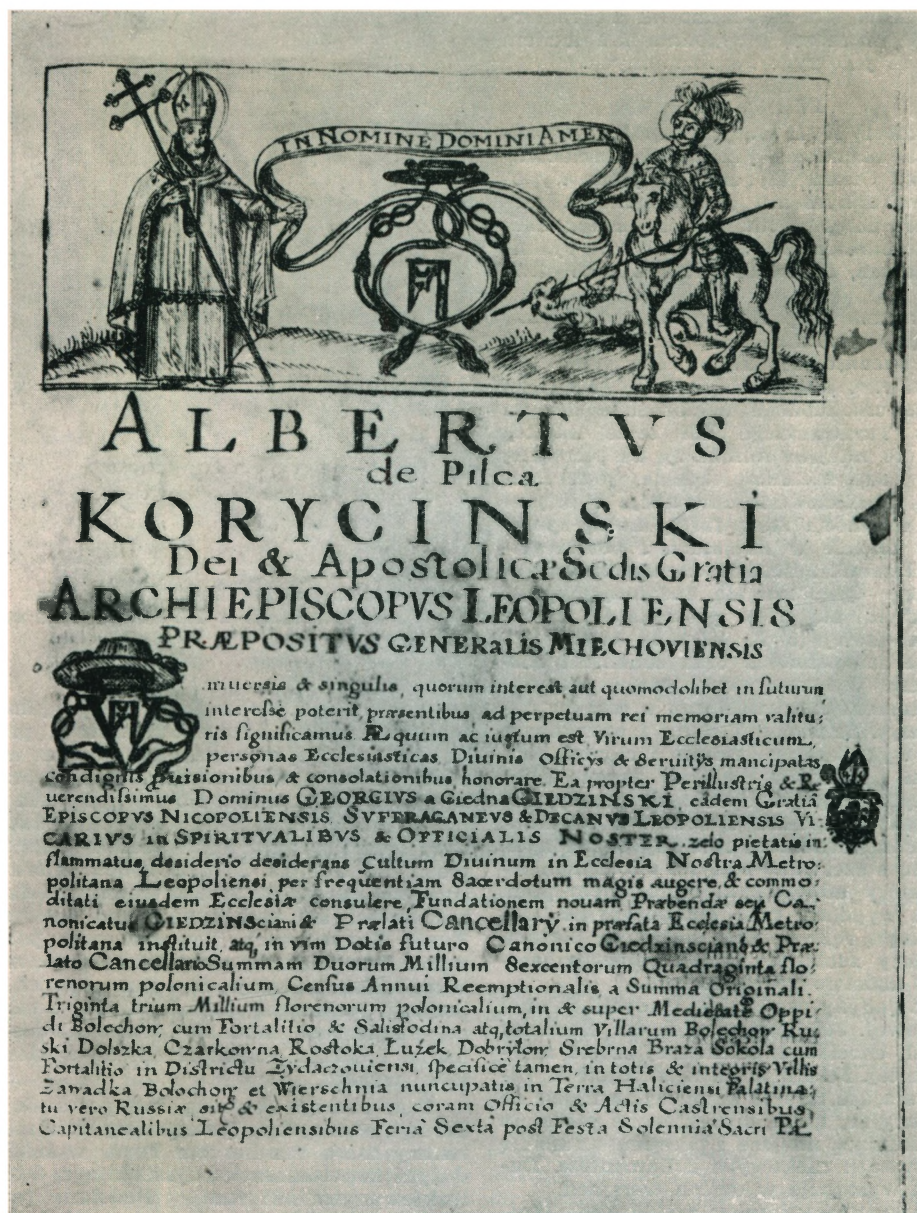 IN NOMINE DOMINI AMEN
ALBERTVS
de Pilca
KORYCINSKI
Dei & Apostolica Sedis Gratia
ARCHIEPISCOPVS LEOPOLIENSIS
PRÆPOSITVS GENERALIS MIECHOVIENSIS
niuersis & singulis, quorum interest, aut quomodolibet in futurum
interesse poterit, præsentibus, ad perpetuam rei memoriam valitu:
ris significamus Æquum ac iustum est, Virum Ecclesiasticum,
personas Ecclesiasticas, Diuinis Officijs & Seruitijs mancipatas,
condignis puisionibus & consolationibus honorare. Ea propter Perillustris & Re
uerendissimus Dominus GEORGIVS a Giedna GIEDZINSKI, eadem Gratiâ
EPISCOPVS NICOPOLIENSIS, SVFFRAGANEVS & DECANVS LEOPOLIENSIS VI:
CARIVS in SPIRITVALIBVS & OFFICIALIS NOSTER, zelo pietatis in:
flammatus, desiderio desiderans Cultum Diuinum in Ecclesia Nostra Metro:
politana Leopoliensi, per frequentiam Sacerdotum magis augere, & commo:
ditati eiusdem Ecclesiæ consulere, Fundationem nouam Præbendæ seu Ca:
nonicatus GIEDZINSciani & Prælati Cancellarÿ, in præfata Ecclesia Metro:
politana instituit, atq, in vim Dotis futuro Canonico Giedzinsciano & Præ:
lato Cancellario Summam Duorum Millium Sexcentorum Quadraginta flo:
renorum polonicalium, Census Annui Reemptionalis, a Summa Originali
Triginta trium Millium florenorum polonicalium, in & super Medietate Oppi:
di Bolechow, cum Fortalitio & Salisfodina atq, totalium Villarum Bolechow Ru:
ski Dolszka, Czarkowna, Rostoka, Łużek, Dobrytow, Srebrna Braza Sokola cum
Fortalitio in Districtu Zydaczouiensi, specifice tamen, in totis & integris Villis
Zawadka Bolochow et Wierschnia nuncupatis, in Terra Haliciensi Palatina:
tu vero Russiæ, & existentibus, coram Officio & Actis Castrensibus,
Capitanealibus Leopoliensibus Feria Sexta post Festa Solennia Sacri